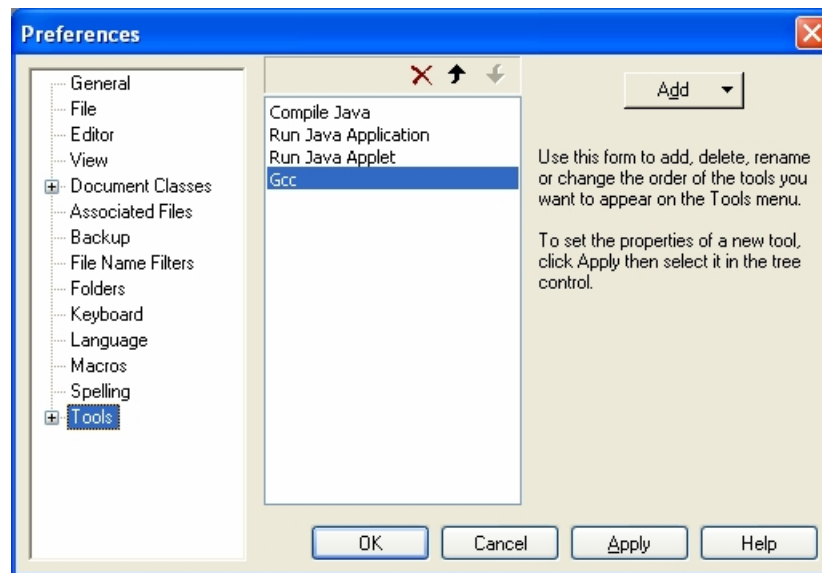 Preferences
General
File
Editor
View
Document Classes
Associated Files
Backup
File Name Filters
Folders
Keyboard
Language
Macros
Spelling
Tools
Compile Java
Run Java Application
Run Java Applet
Gcc
Add
Use this form to add, delete, rename
or change the order of the tools you
want to appear on the Tools menu.
To set the properties of a new tool,
click Apply then select it in the tree
control.
OK
Cancel
Apply
Help